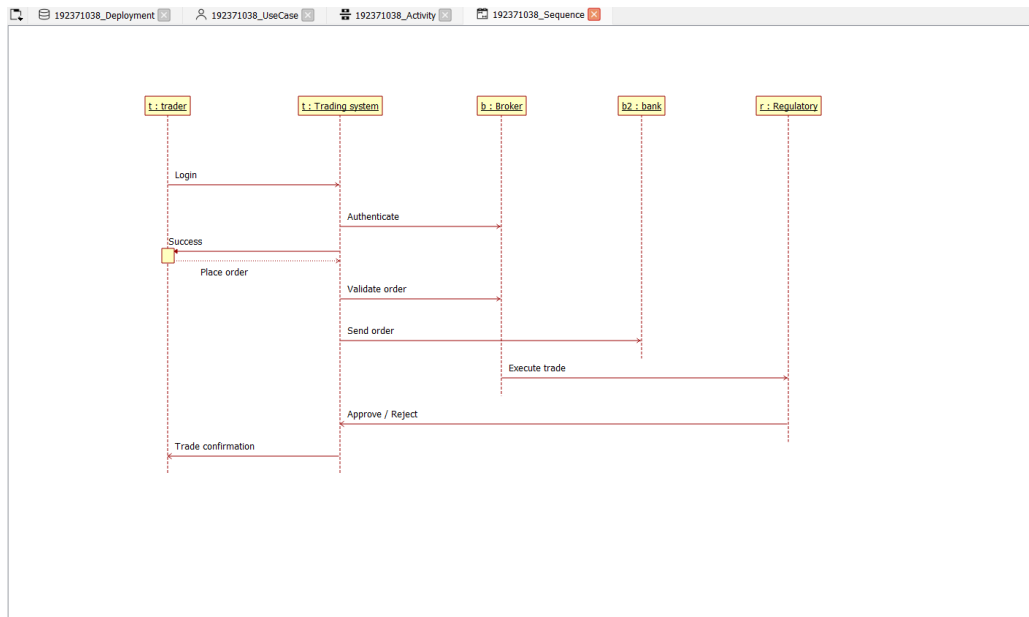 192371038_Deployment
192371038_UseCase
192371038_Activity
192371038_Sequence
t : trader
t : Trading system
b : Broker
b2 : bank
r : Regulatory
Login
Authenticate
Success
Place order
Validate order
Send order
Execute trade
Approve / Reject
Trade confirmation